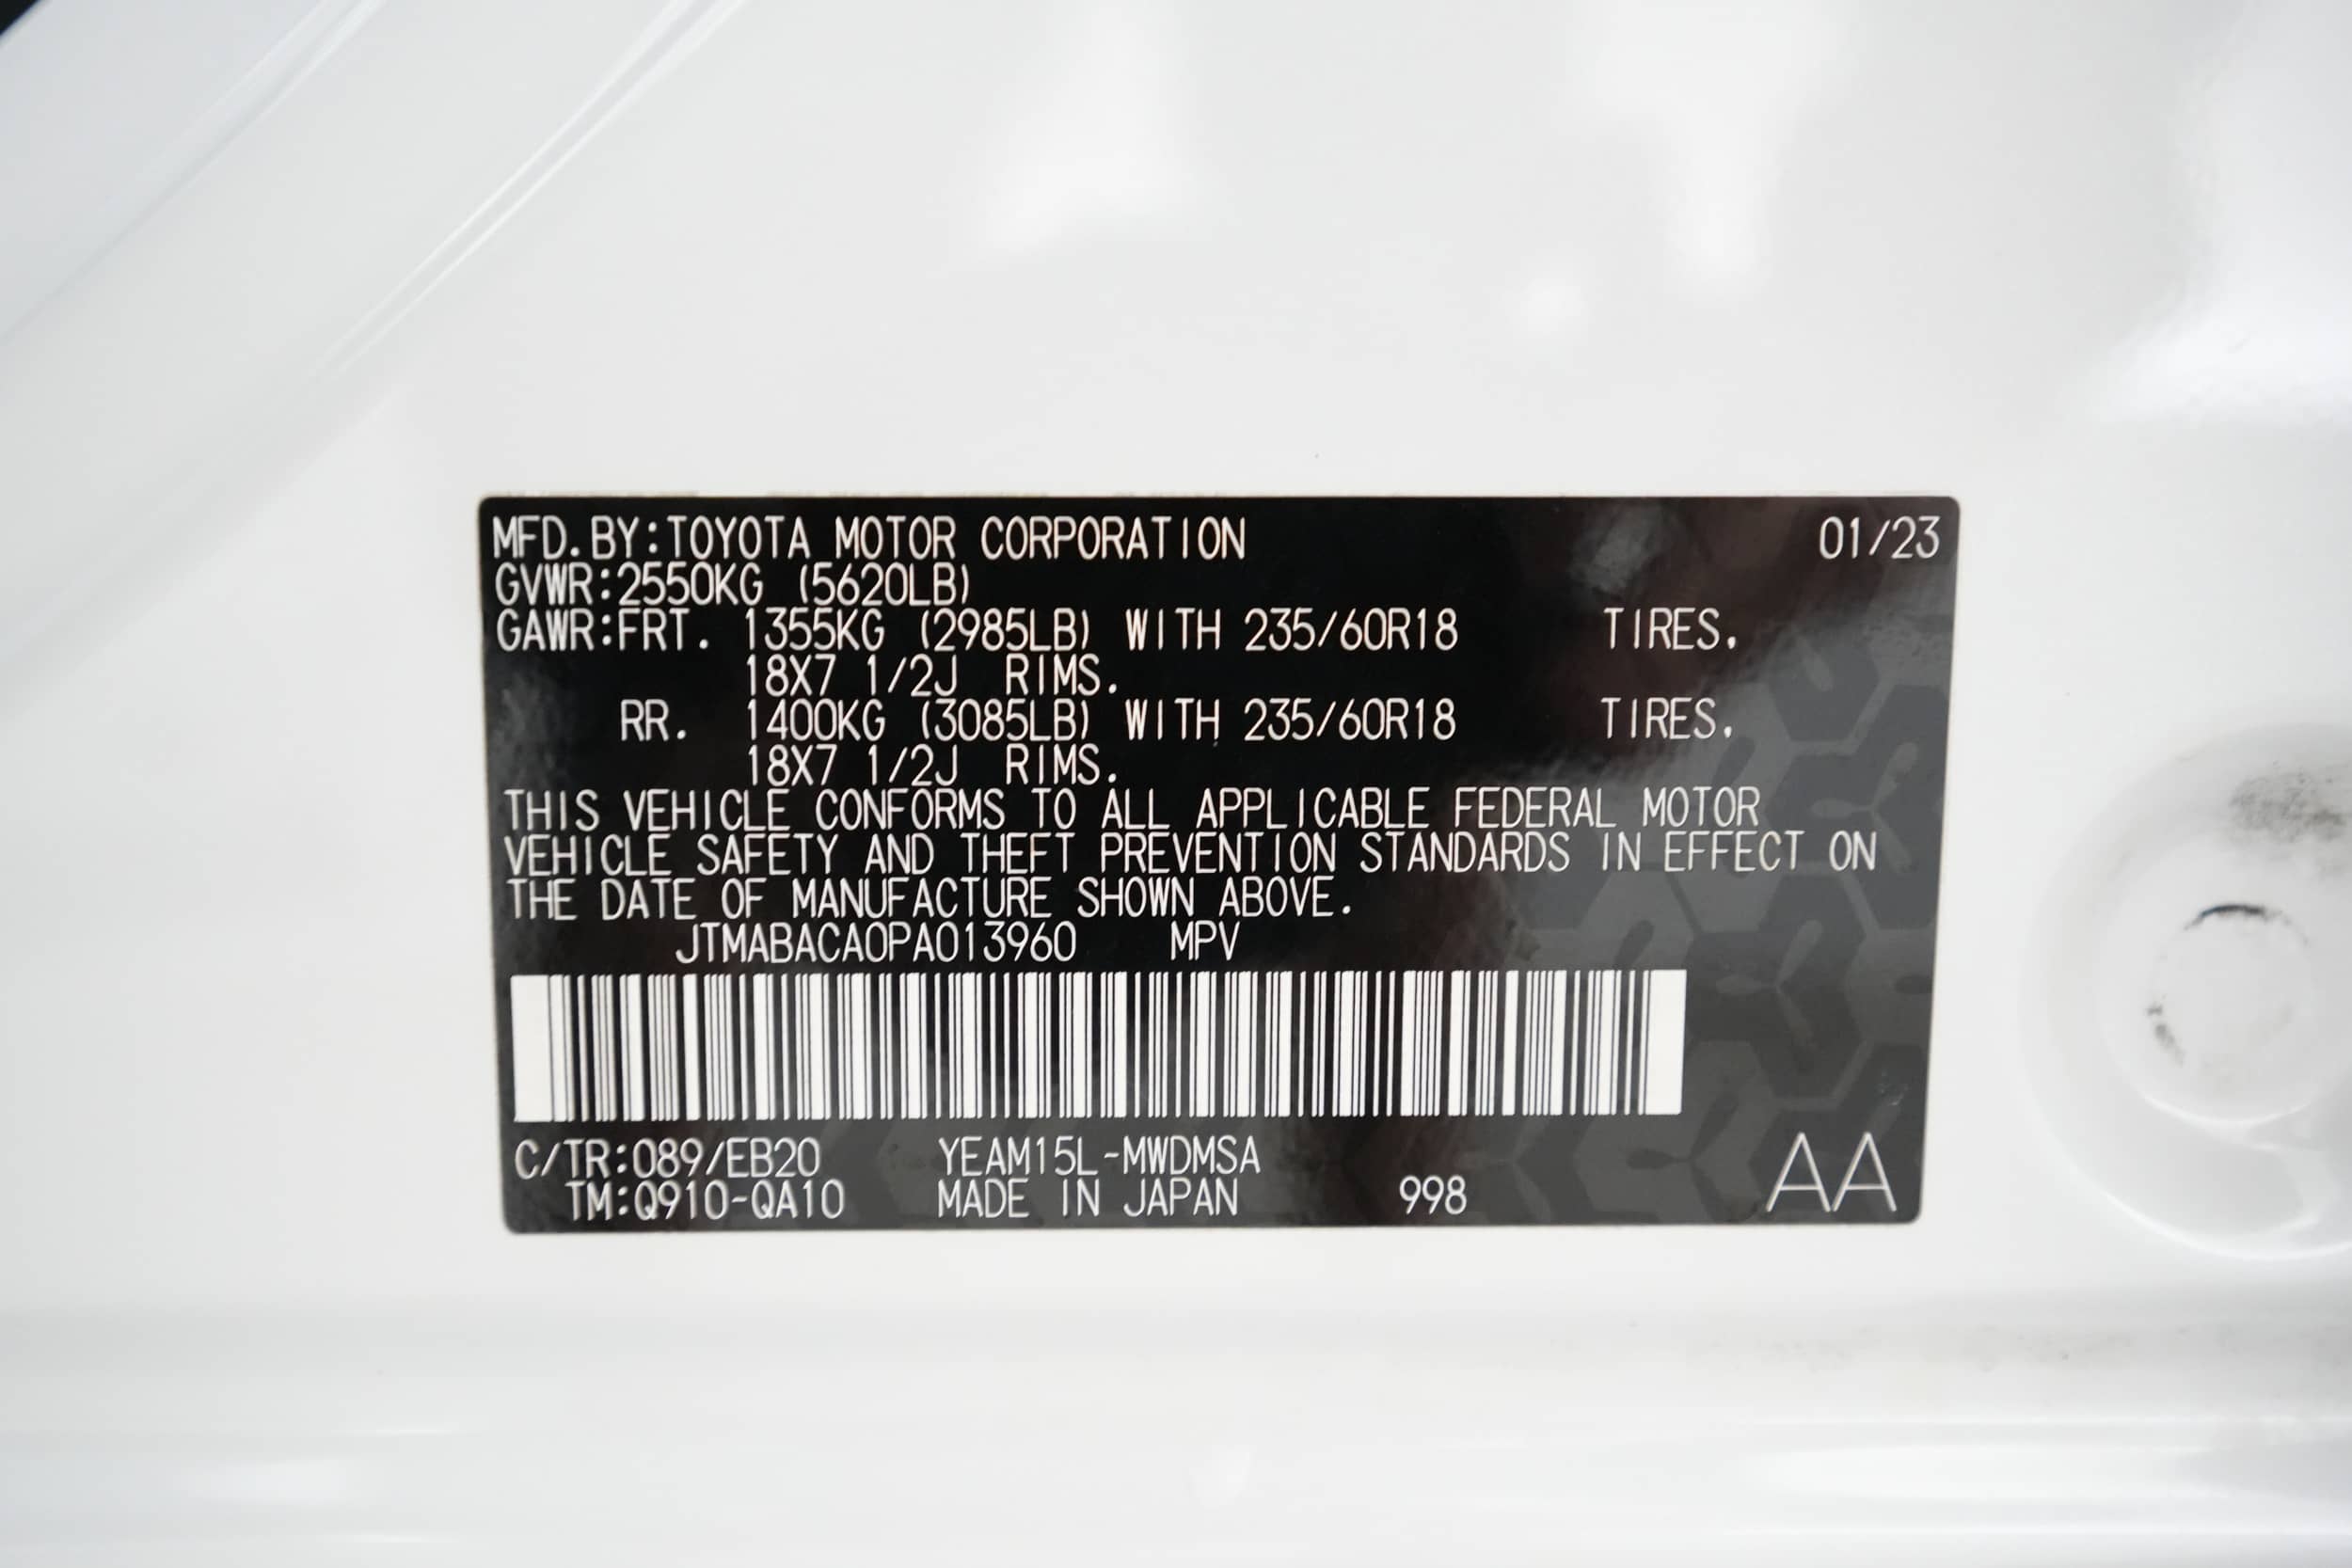 MFD.BY:TOYOTA MOTOR CORPORATION 01/23
GVWR:2550KG (5620LB)
GAWR:FRT. 1355KG (2985LB) WITH 235/60R18 TIRES.
18X7 1/2J RIMS.
RR. 1400KG (3085LB) WITH 235/60R18 TIRES.
18X7 1/2J RIMS.
THIS VEHICLE CONFORMS TO ALL APPLICABLE FEDERAL MOTOR
VEHICLE SAFETY AND THEFT PREVENTION STANDARDS IN EFFECT ON
THE DATE OF MANUFACTURE SHOWN ABOVE.
JTMABACA0PA013960 MPV
C/TR:089/EB20 YEAM15L-MWDMSA
TM:Q910-QA10 MADE IN JAPAN 998 AA